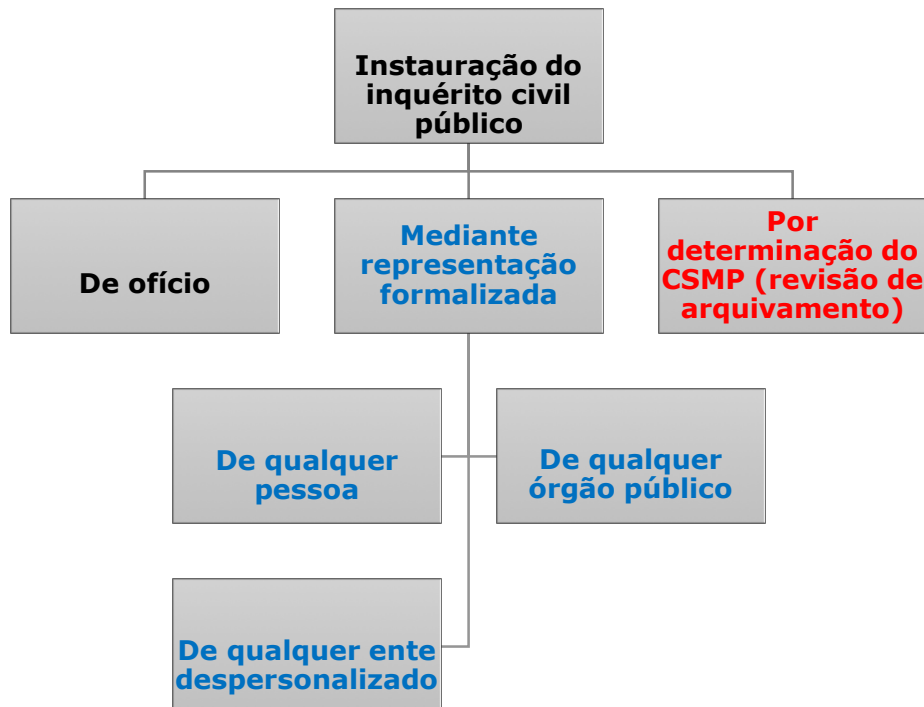 Instauração do
inquérito civil
público
De ofício
Mediante
representação
formalizada
Por
determinação do
CSMP (revisão de
arquivamento)
De qualquer
pessoa
De qualquer
órgão público
De qualquer ente
despersonalizado